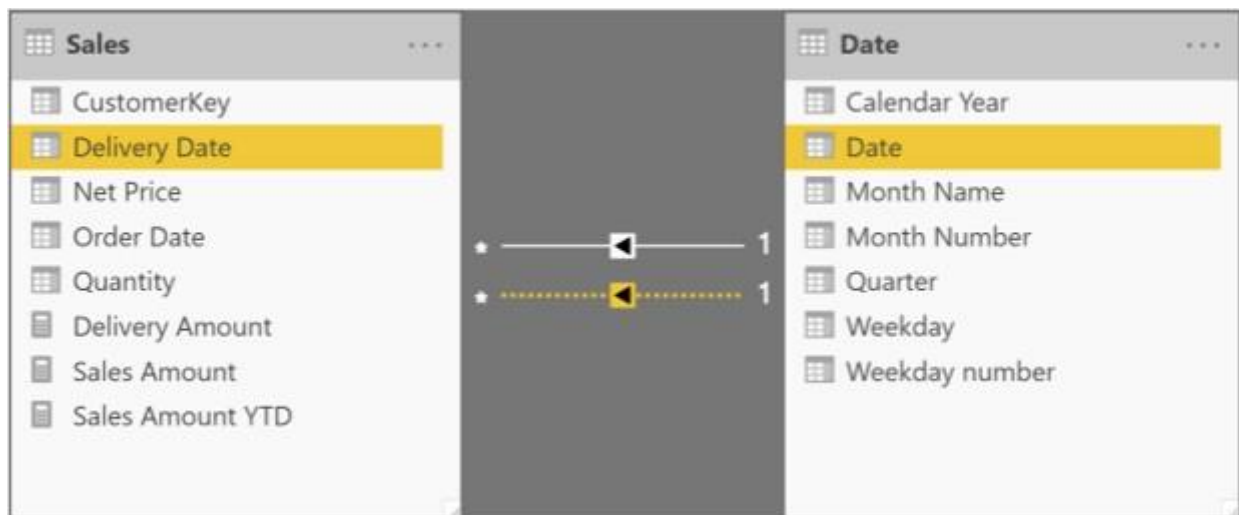 Sales ...
CustomerKey
Delivery Date
Net Price
Order Date
Quantity
Delivery Amount
Sales Amount
Sales Amount YTD
* 1
* 1
Date ...
Calendar Year
Date
Month Name
Month Number
Quarter
Weekday
Weekday number